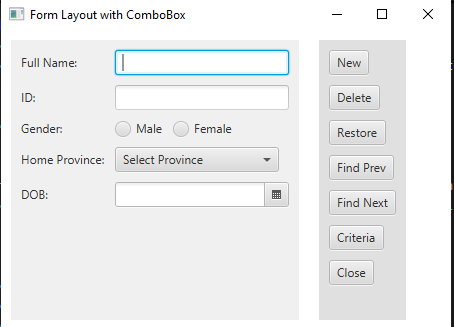 Form Layout with ComboBox
Full Name:
ID:
Gender: Male Female
Home Province: Select Province
DOB:
New
Delete
Restore
Find Prev
Find Next
Criteria
Close